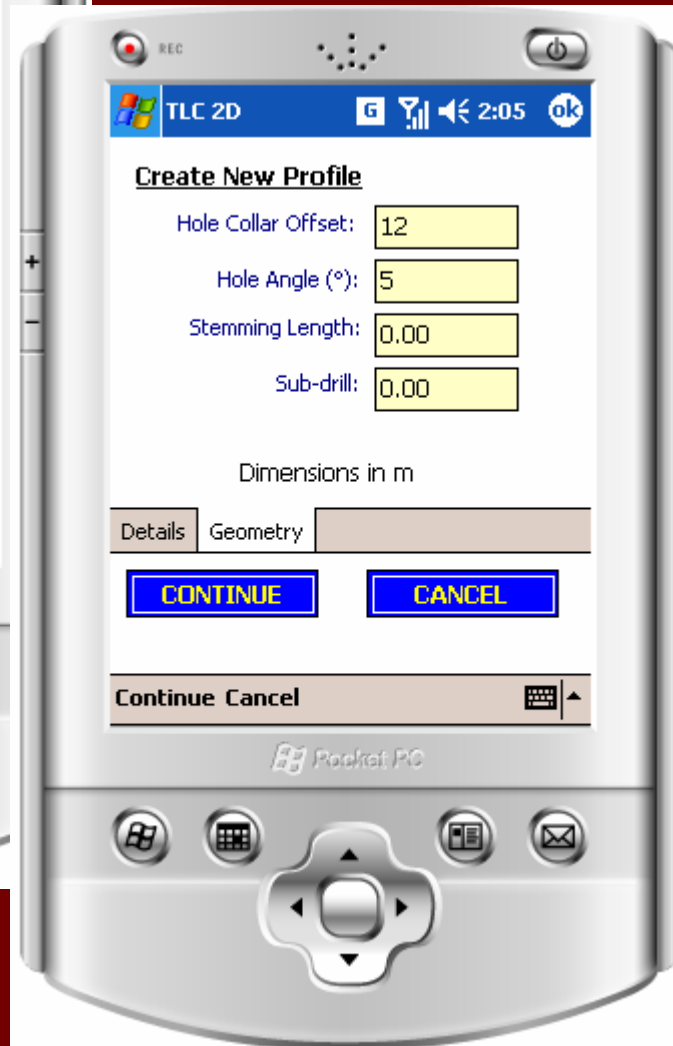 REC
TLC 2D G 2:05 ok
Create New Profile
Hole Collar Offset: 12
Hole Angle (°): 5
Stemming Length: 0.00
Sub-drill: 0.00
Dimensions in m
Details Geometry
CONTINUE CANCEL
Continue Cancel
Pocket PC